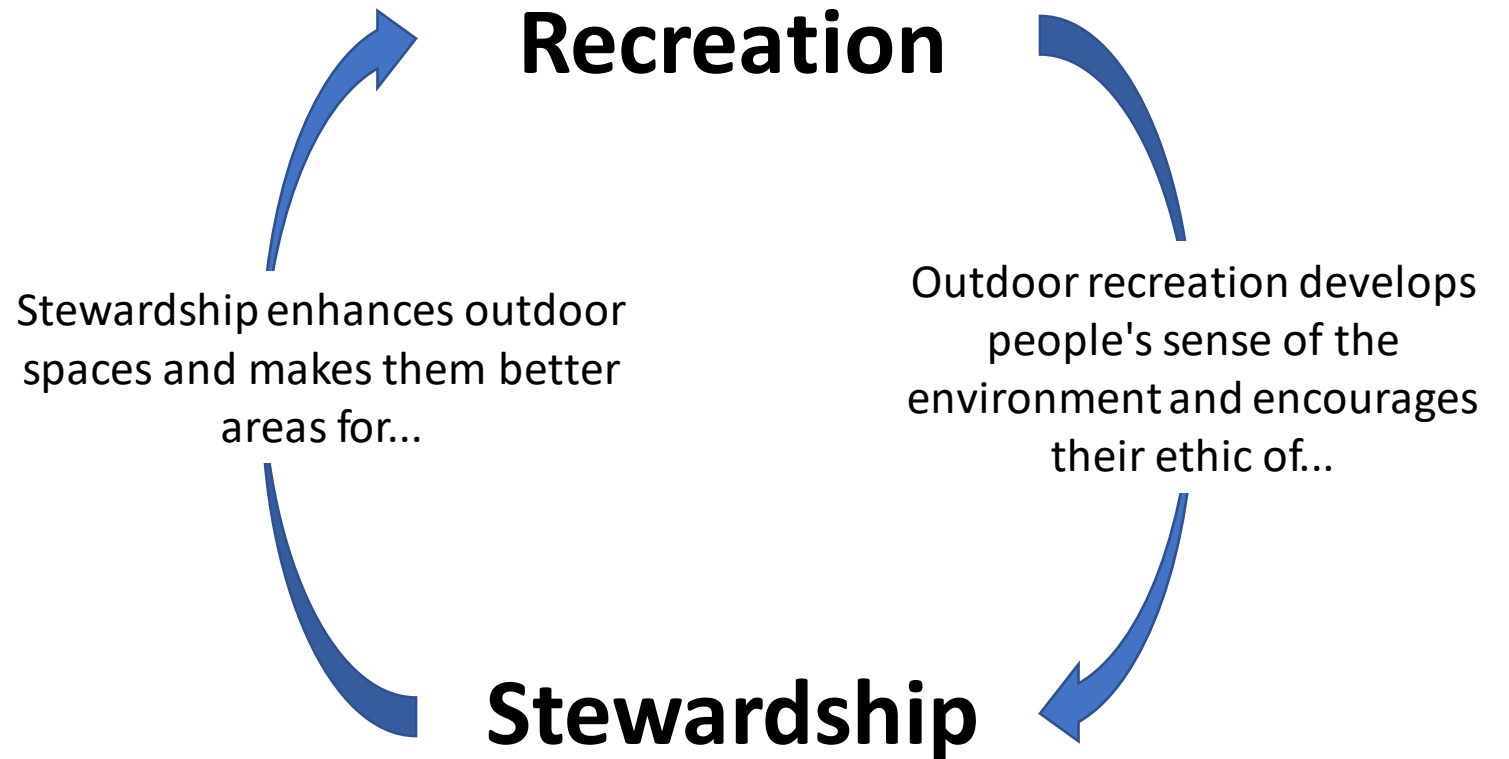 Recreation
Outdoor recreation develops
people's sense of the
environment and encourages
their ethic of...
Stewardship
Stewardship enhances outdoor
spaces and makes them better
areas for...